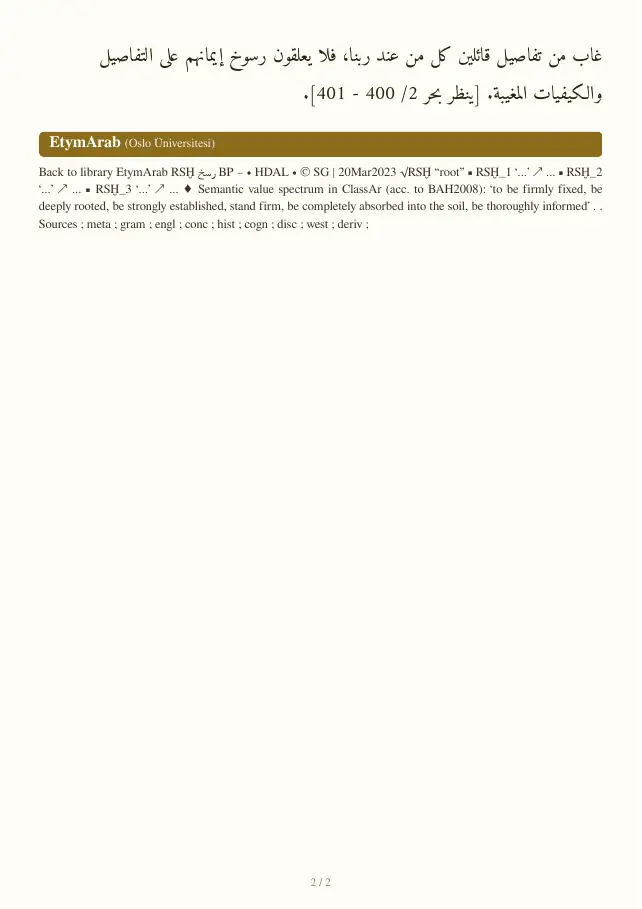 غاب من تفاصيل قائلين كل من عند ربنا، فلا يعلقون رسوخ إيمانهم على التفاصيل
والكيفيات المغيبة. [ينظر بحر 2/ 400 - 401].
EtymArab (Oslo Üniversitesi)
Back to library EtymArab RSḪ رسخ BP – • HDAL • © SG | 20Mar2023 √RSḪ “root” ▪ RSḪ_1 ‘...’ ↗ ... ▪ RSḪ_2
‘...’ ↗ ... ▪ RSḪ_3 ‘...’ ↗ ... ♦ Semantic value spectrum in ClassAr (acc. to BAH2008): ‘to be firmly fixed, be
deeply rooted, be strongly established, stand firm, be completely absorbed into the soil, be thoroughly informed’ . .
Sources ; meta ; gram ; engl ; conc ; hist ; cogn ; disc ; west ; deriv ;
2 / 2